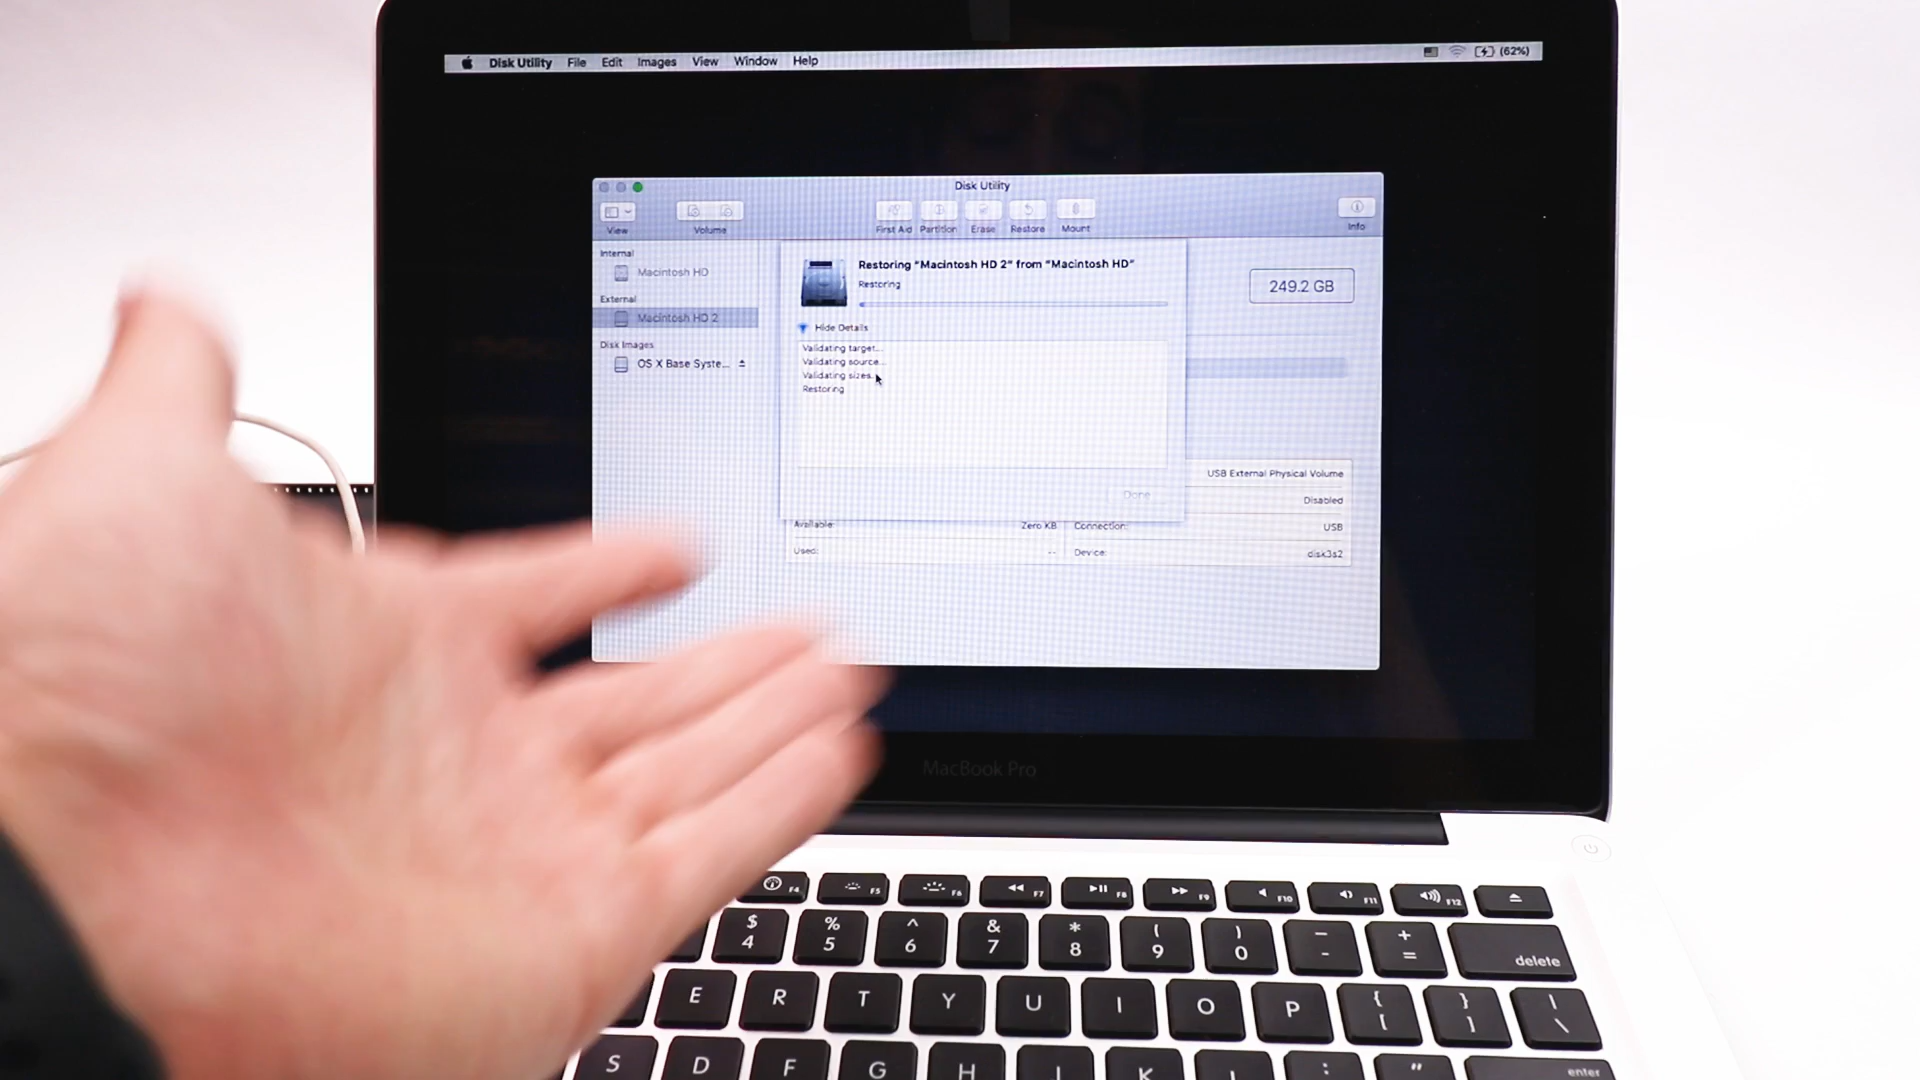 Disk Utility File Edit Images View Window Help (62%)
Disk Utility
View Volume First Aid Partition Erase Restore Mount Info
Internal
Macintosh HD
External
Macintosh HD 2
Disk Images
OS X Base Syste...
Restoring "Macintosh HD 2" from "Macintosh HD"
Restoring
Hide Details
Validating target...
Validating source...
Validating sizes...
Restoring
Done
249.2 GB
USB External Physical Volume
Disabled
Available: Zero KB Connection: USB
Used: -- Device: disk3s2
MacBook Pro
F4 F5 F6 F7 F8 F9 F10 F11 F12
$ % ^ & * ( ) – +
4 5 6 7 8 9 0 - = delete
E R T Y U I O P { [ } ] | \
S D F G H K : " enter